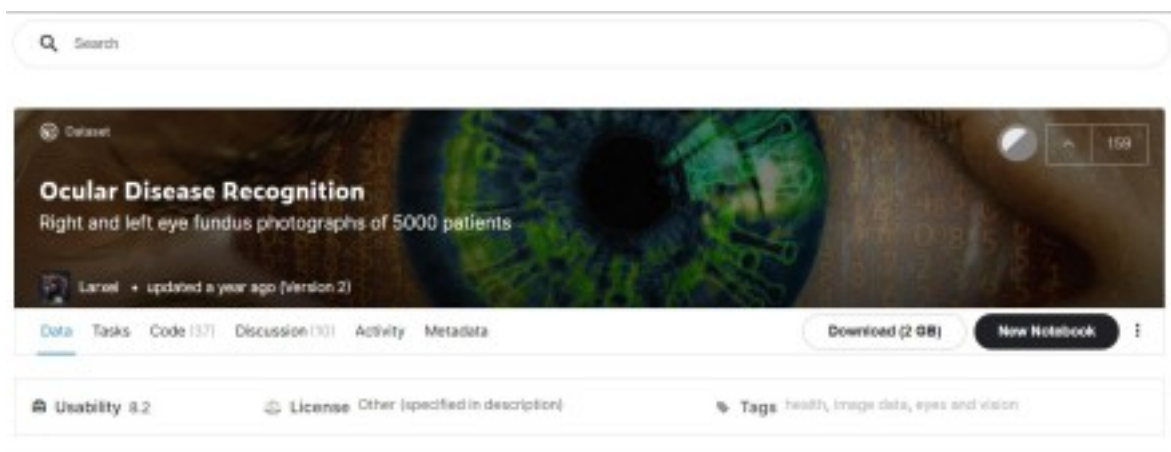 Search
Dataset
159
Ocular Disease Recognition
Right and left eye fundus photographs of 5000 patients
Larxel • updated a year ago (Version 2)
Data Tasks Code (37) Discussion (10) Activity Metadata Download (2 GB) New Notebook
Usability 8.2 License Other (specified in description) Tags health, image data, eyes and vision